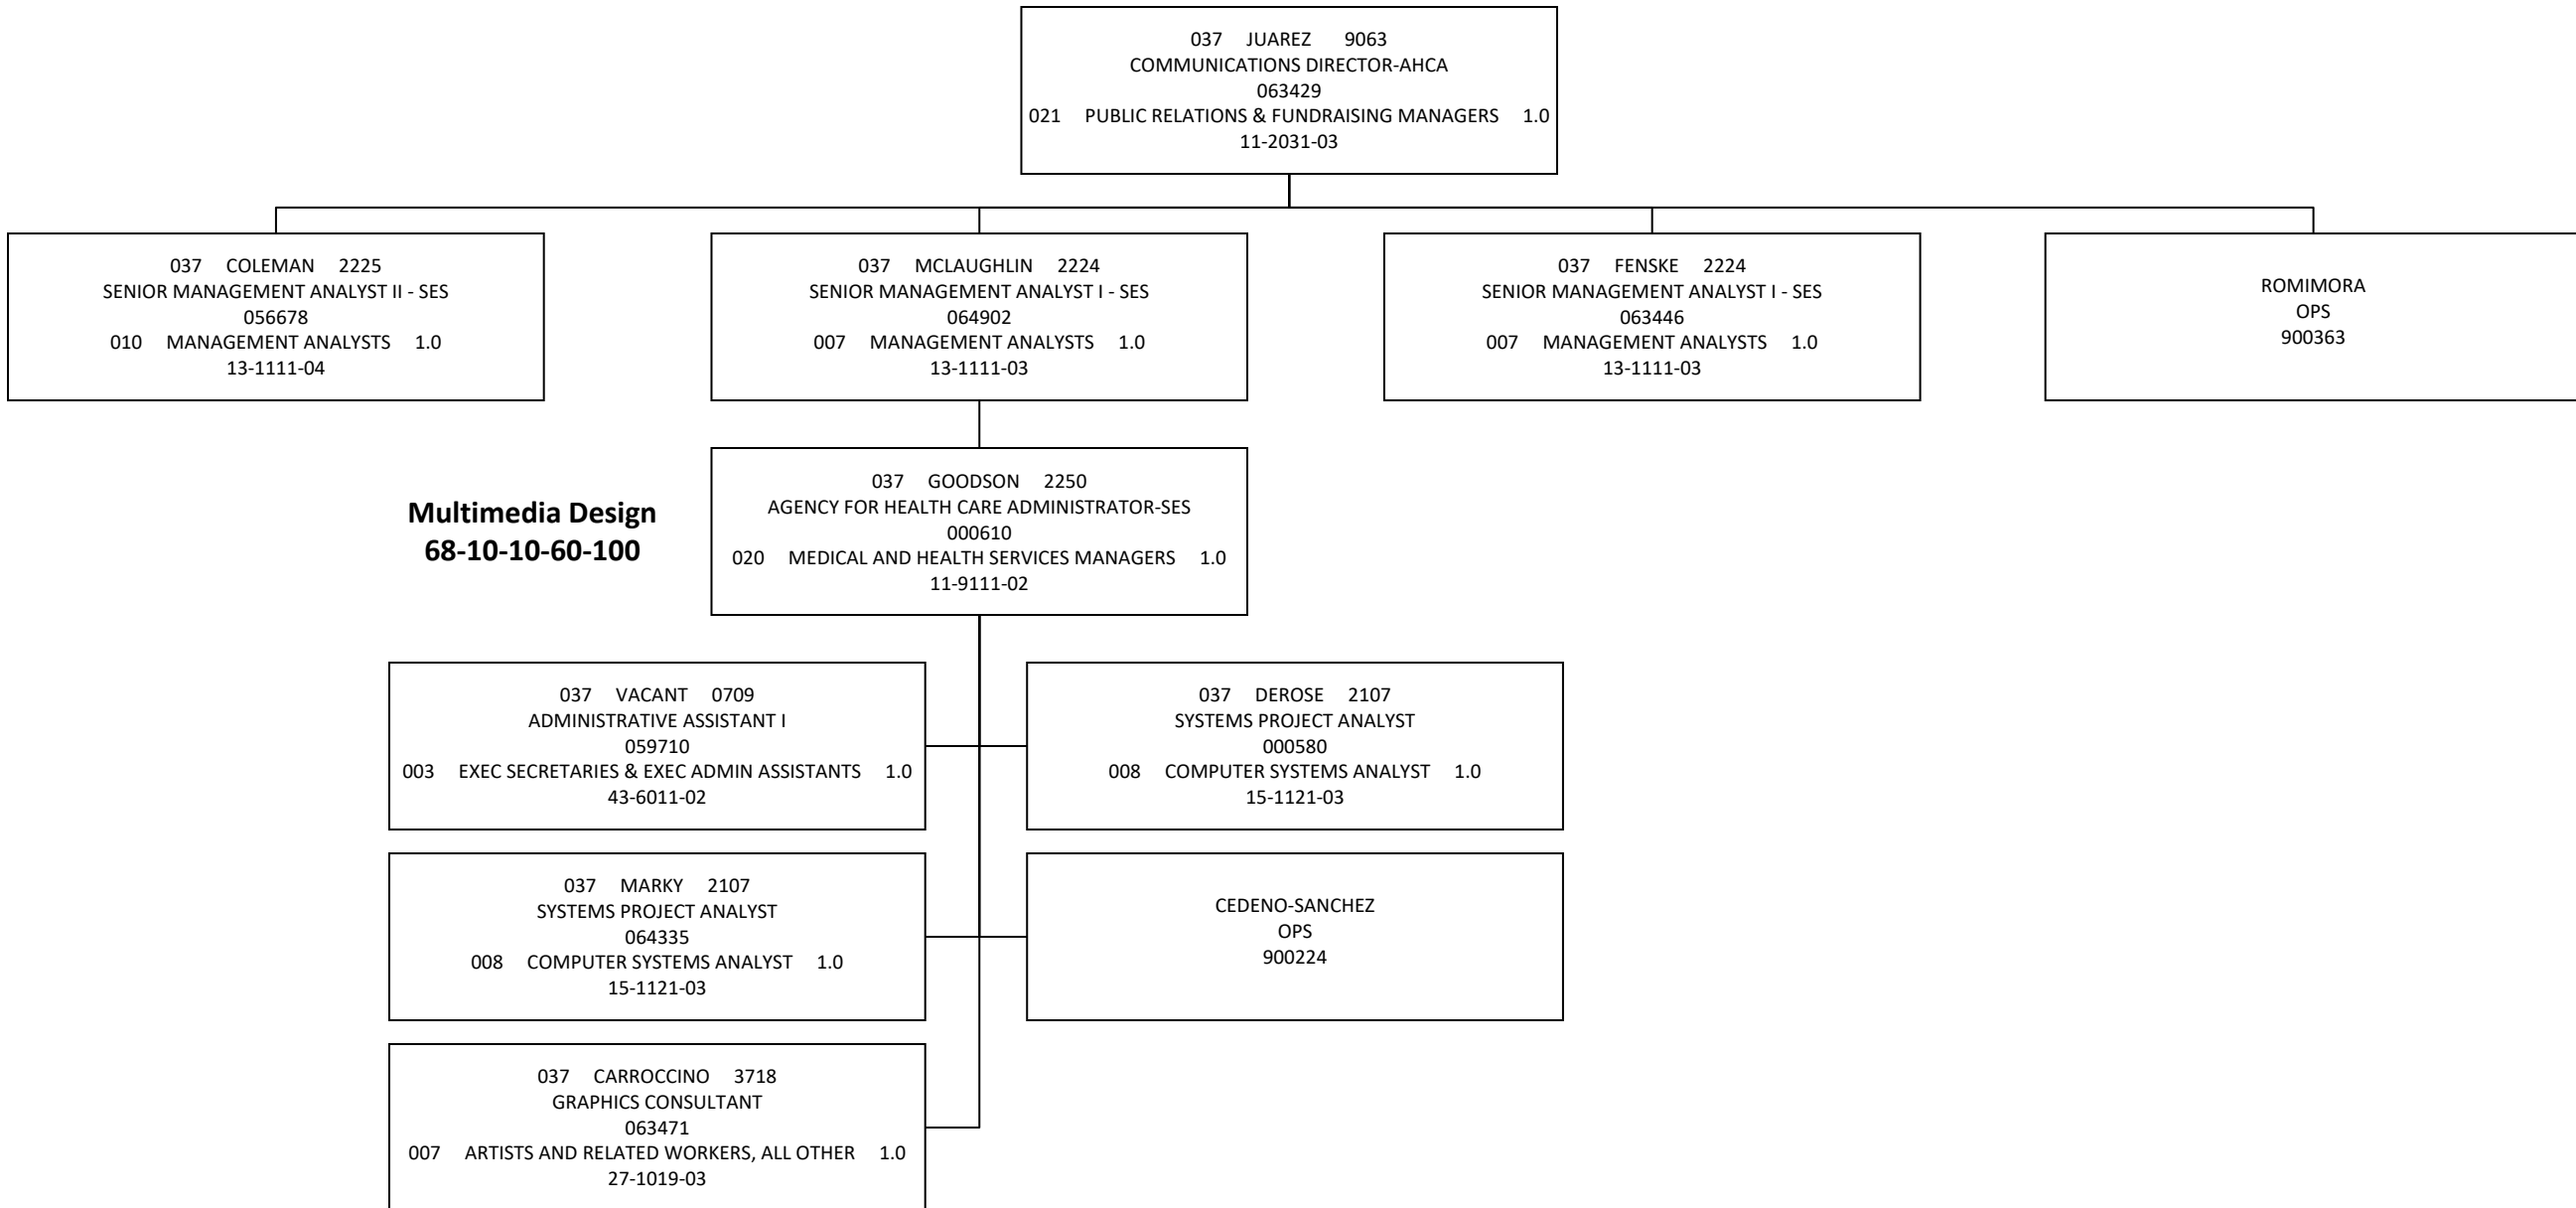 037 JUAREZ 9063
COMMUNICATIONS DIRECTOR-AHCA
063429
021 PUBLIC RELATIONS & FUNDRAISING MANAGERS 1.0
11-2031-03
037 COLEMAN 2225
SENIOR MANAGEMENT ANALYST II - SES
056678
010 MANAGEMENT ANALYSTS 1.0
13-1111-04
037 MCLAUGHLIN 2224
SENIOR MANAGEMENT ANALYST I - SES
064902
007 MANAGEMENT ANALYSTS 1.0
13-1111-03
037 FENSKE 2224
SENIOR MANAGEMENT ANALYST I - SES
063446
007 MANAGEMENT ANALYSTS 1.0
13-1111-03
ROMIMORA
OPS
900363
Multimedia Design
68-10-10-60-100
037 GOODSON 2250
AGENCY FOR HEALTH CARE ADMINISTRATOR-SES
000610
020 MEDICAL AND HEALTH SERVICES MANAGERS 1.0
11-9111-02
037 VACANT 0709
ADMINISTRATIVE ASSISTANT I
059710
003 EXEC SECRETARIES & EXEC ADMIN ASSISTANTS 1.0
43-6011-02
037 DEROSE 2107
SYSTEMS PROJECT ANALYST
000580
008 COMPUTER SYSTEMS ANALYST 1.0
15-1121-03
037 MARKY 2107
SYSTEMS PROJECT ANALYST
064335
008 COMPUTER SYSTEMS ANALYST 1.0
15-1121-03
CEDENO-SANCHEZ
OPS
900224
037 CARROCCINO 3718
GRAPHICS CONSULTANT
063471
007 ARTISTS AND RELATED WORKERS, ALL OTHER 1.0
27-1019-03